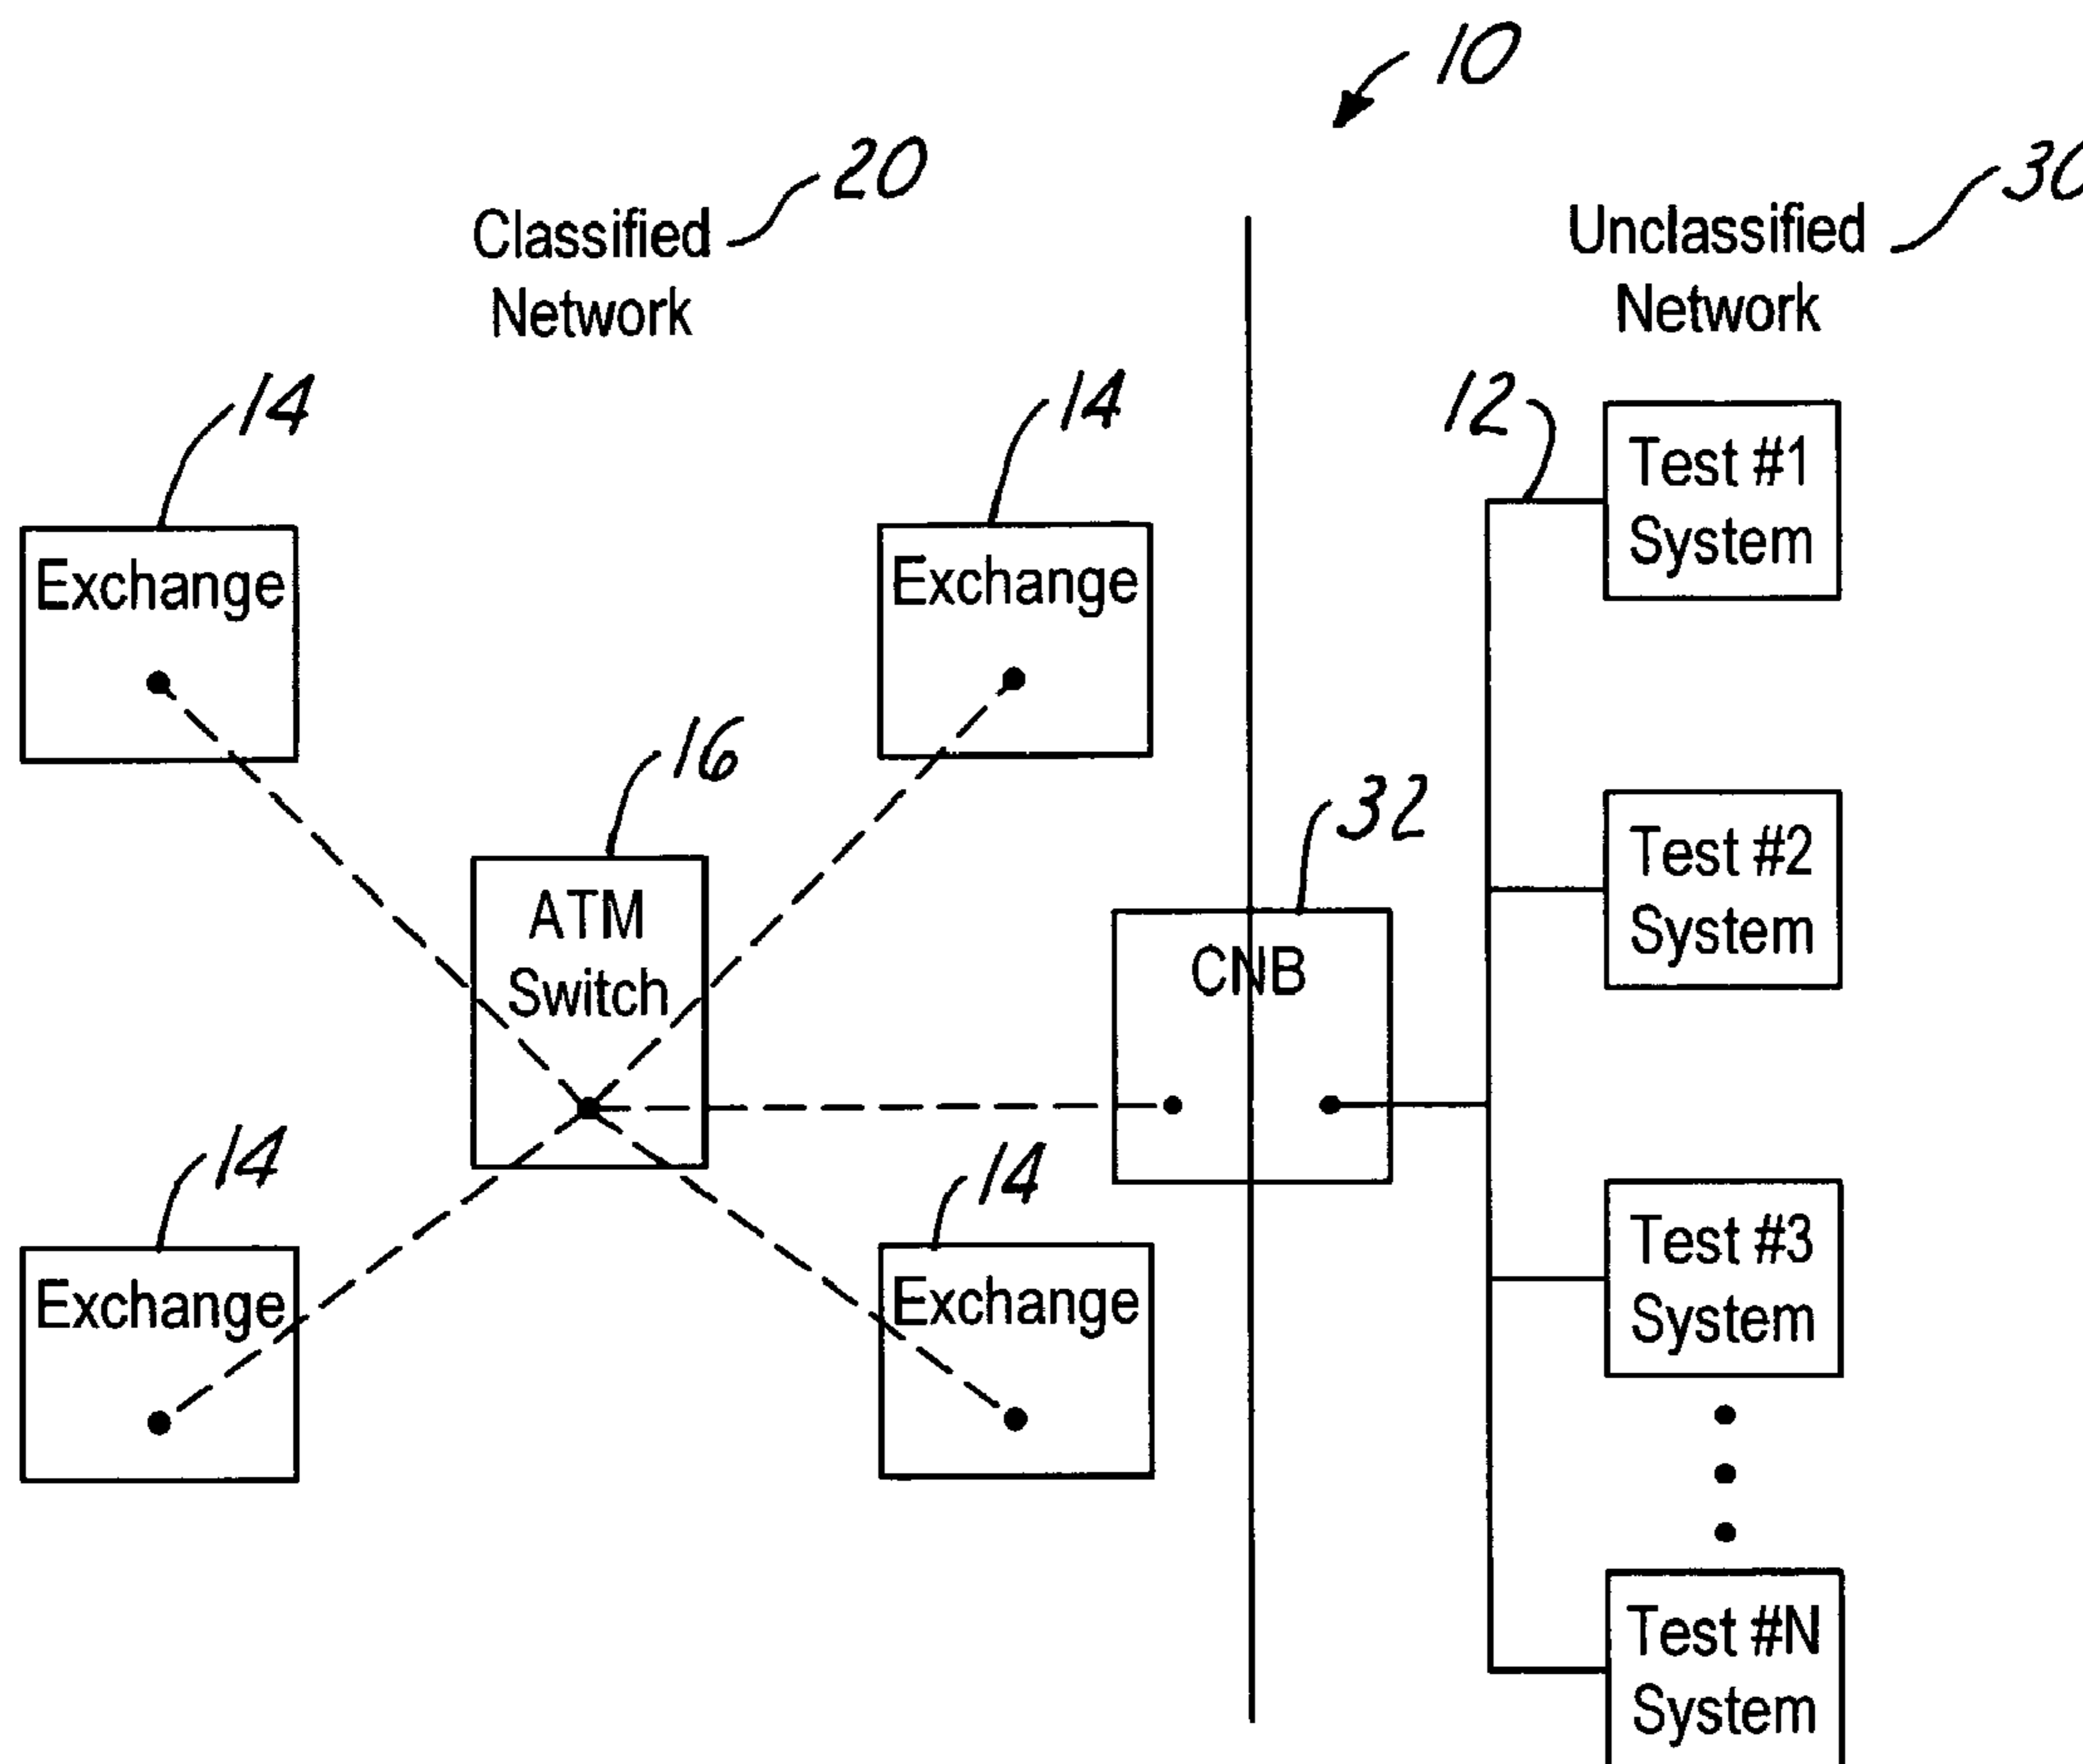 10
20
Classified
Network
30
Unclassified
Network
14
Exchange
14
Exchange
12
Test #1
System
16
ATM
Switch
32
CNB
Test #2
System
14
Exchange
14
Exchange
Test #3
System
Test #N
System